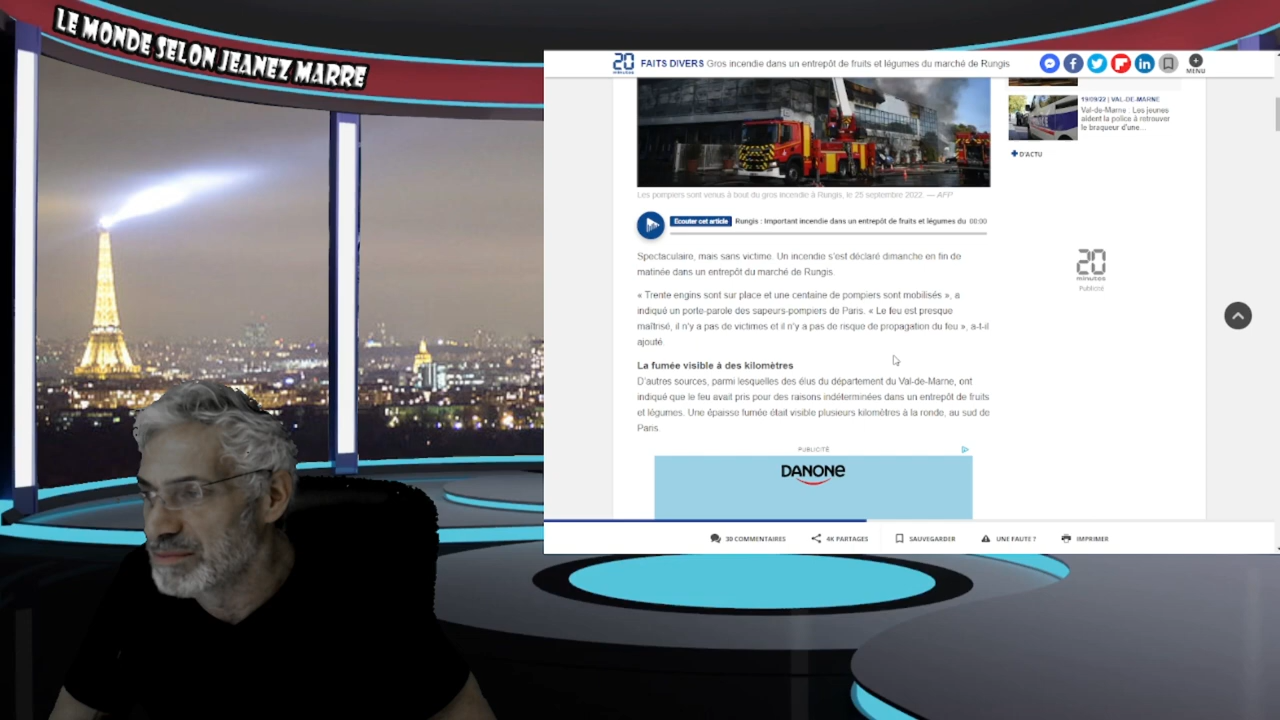 LE MONDE SELON JEANEZ MARRE
20 minutes
FAITS DIVERS Gros incendie dans un entrepôt de fruits et légumes du marché de Rungis
MENU
19/09/22 | VAL-DE-MARNE
Val-de-Marne : Les jeunes
aident la police à retrouver
le braqueur d'une...
+ D'ACTU
Les pompiers sont venus à bout du gros incendie à Rungis, le 25 septembre 2022. — AFP
Ecouter cet article Rungis : Important incendie dans un entrepôt de fruits et légumes du 00:00
Spectaculaire, mais sans victime. Un incendie s'est déclaré dimanche en fin de
matinée dans un entrepôt du marché de Rungis.
« Trente engins sont sur place et une centaine de pompiers sont mobilisés », a
indiqué un porte-parole des sapeurs-pompiers de Paris. « Le feu est presque
maîtrisé, il n'y a pas de victimes et il n'y a pas de risque de propagation du feu », a-t-il
ajouté.
20
minutes
Publicité
La fumée visible à des kilomètres
D'autres sources, parmi lesquelles des élus du département du Val-de-Marne, ont
indiqué que le feu avait pris pour des raisons indéterminées dans un entrepôt de fruits
et légumes. Une épaisse fumée était visible plusieurs kilomètres à la ronde, au sud de
Paris.
PUBLICITÉ
DANONE
39 COMMENTAIRES
4K PARTAGES
SAUVEGARDER
UNE FAUTE ?
IMPRIMER